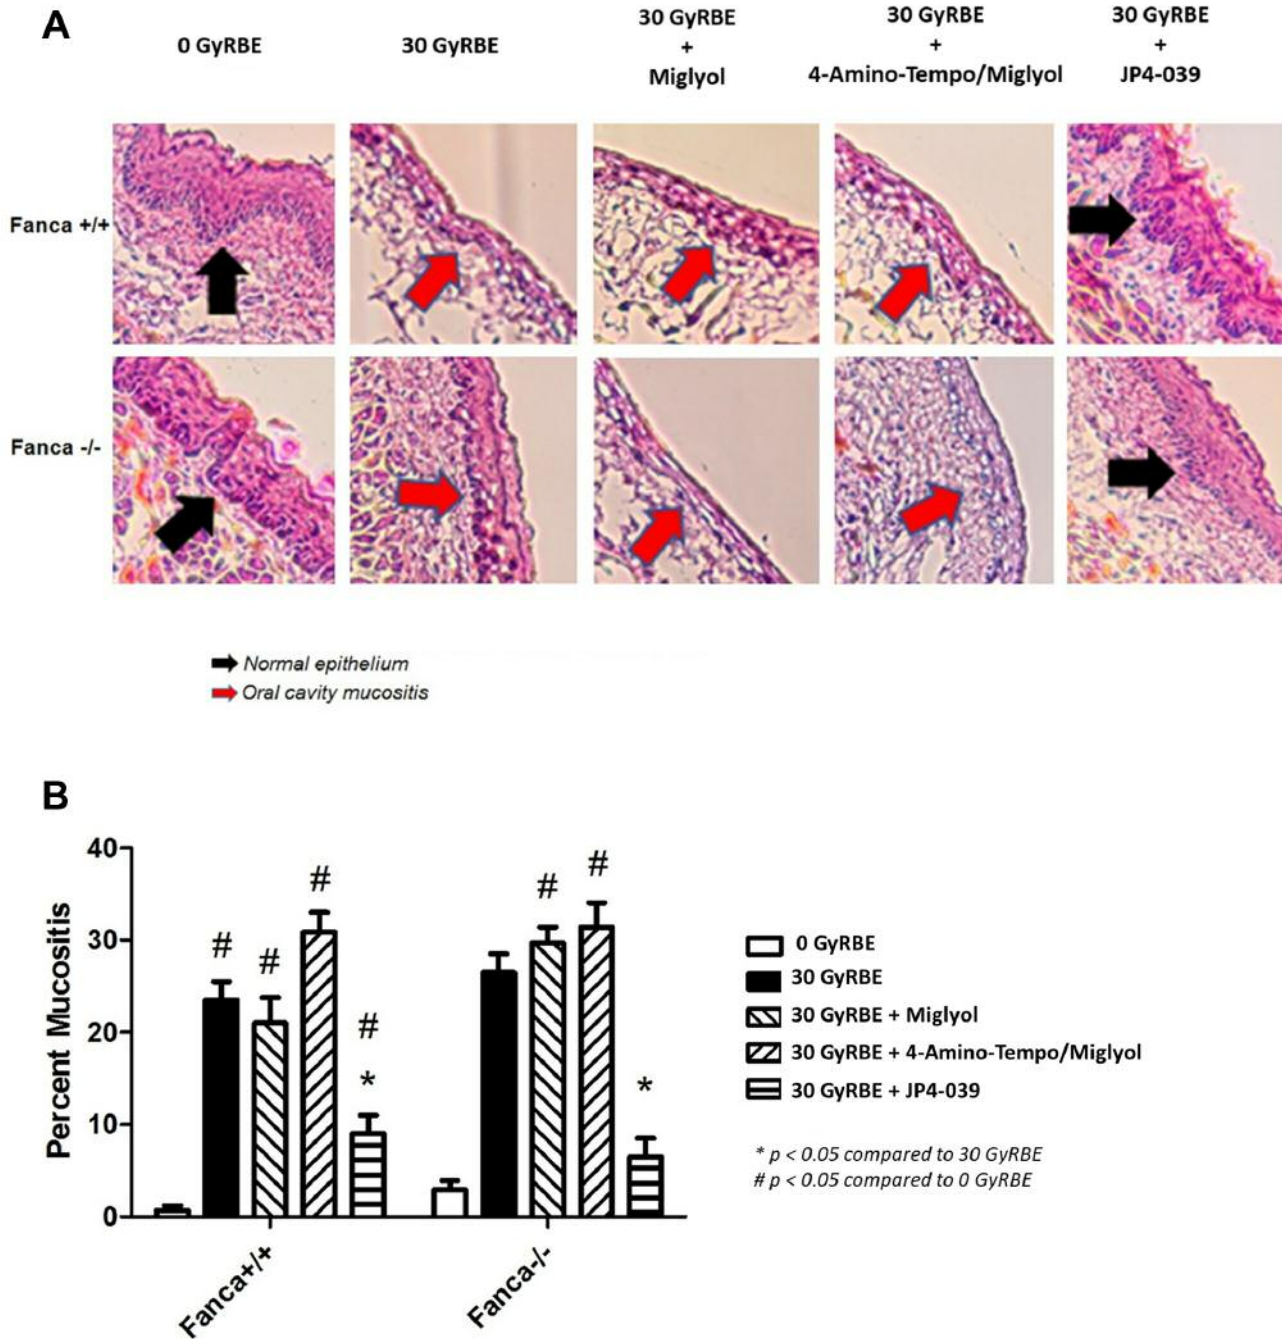 A
0 GyRBE
30 GyRBE
30 GyRBE
+
Miglyol
30 GyRBE
+
4-Amino-Tempo/Miglyol
30 GyRBE
+
JP4-039
Fanca +/+
Fanca -/-
Normal epithelium
Oral cavity mucositis
B
Percent Mucositis
40
30
20
10
0
#
#
#
#
*
#
#
*
Fanca+/+
Fanca-/-
0 GyRBE
30 GyRBE
30 GyRBE + Miglyol
30 GyRBE + 4-Amino-Tempo/Miglyol
30 GyRBE + JP4-039
* p < 0.05 compared to 30 GyRBE
# p < 0.05 compared to 0 GyRBE